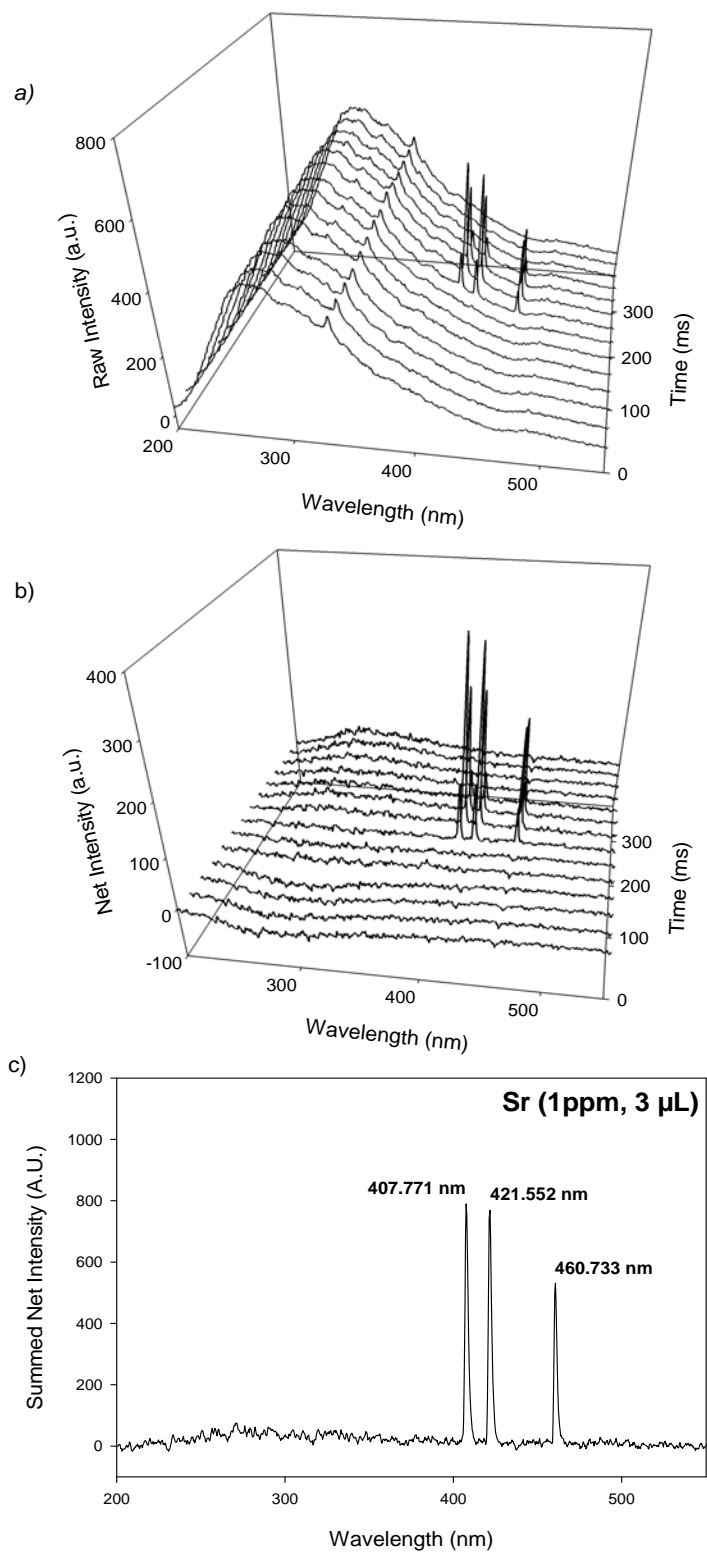 a)
800
600
400
200
0
Raw Intensity (a.u.)
200
300
400
500
Wavelength (nm)
0
100
200
300
Time (ms)
b)
400
300
200
100
0
-100
Net Intensity (a.u.)
300
400
500
Wavelength (nm)
0
100
200
300
Time (ms)
c)
1200
1000
800
600
400
200
0
Summed Net Intensity (A.U.)
Sr (1ppm, 3 µL)
407.771 nm
421.552 nm
460.733 nm
200
300
400
500
Wavelength (nm)